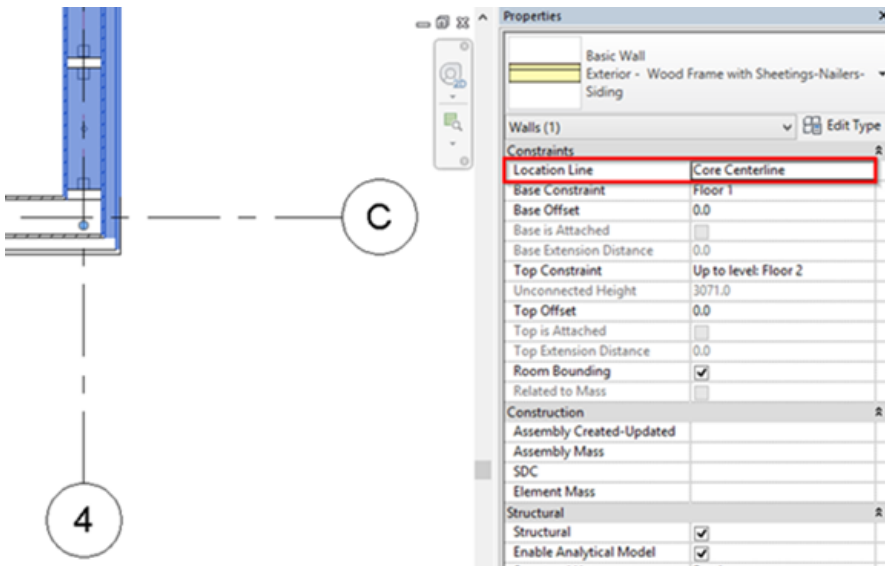 Properties
Basic Wall
Exterior - Wood Frame with Sheetings-Nailers-
Siding
Walls (1)
Edit Type
Constraints
Location Line Core Centerline
Base Constraint Floor 1
Base Offset 0.0
Base is Attached
Base Extension Distance 0.0
Top Constraint Up to level: Floor 2
Unconnected Height 3071.0
Top Offset 0.0
Top is Attached
Top Extension Distance 0.0
Room Bounding
Related to Mass
Construction
Assembly Created-Updated
Assembly Mass
SDC
Element Mass
Structural
Structural
Enable Analytical Model
2D
C
4